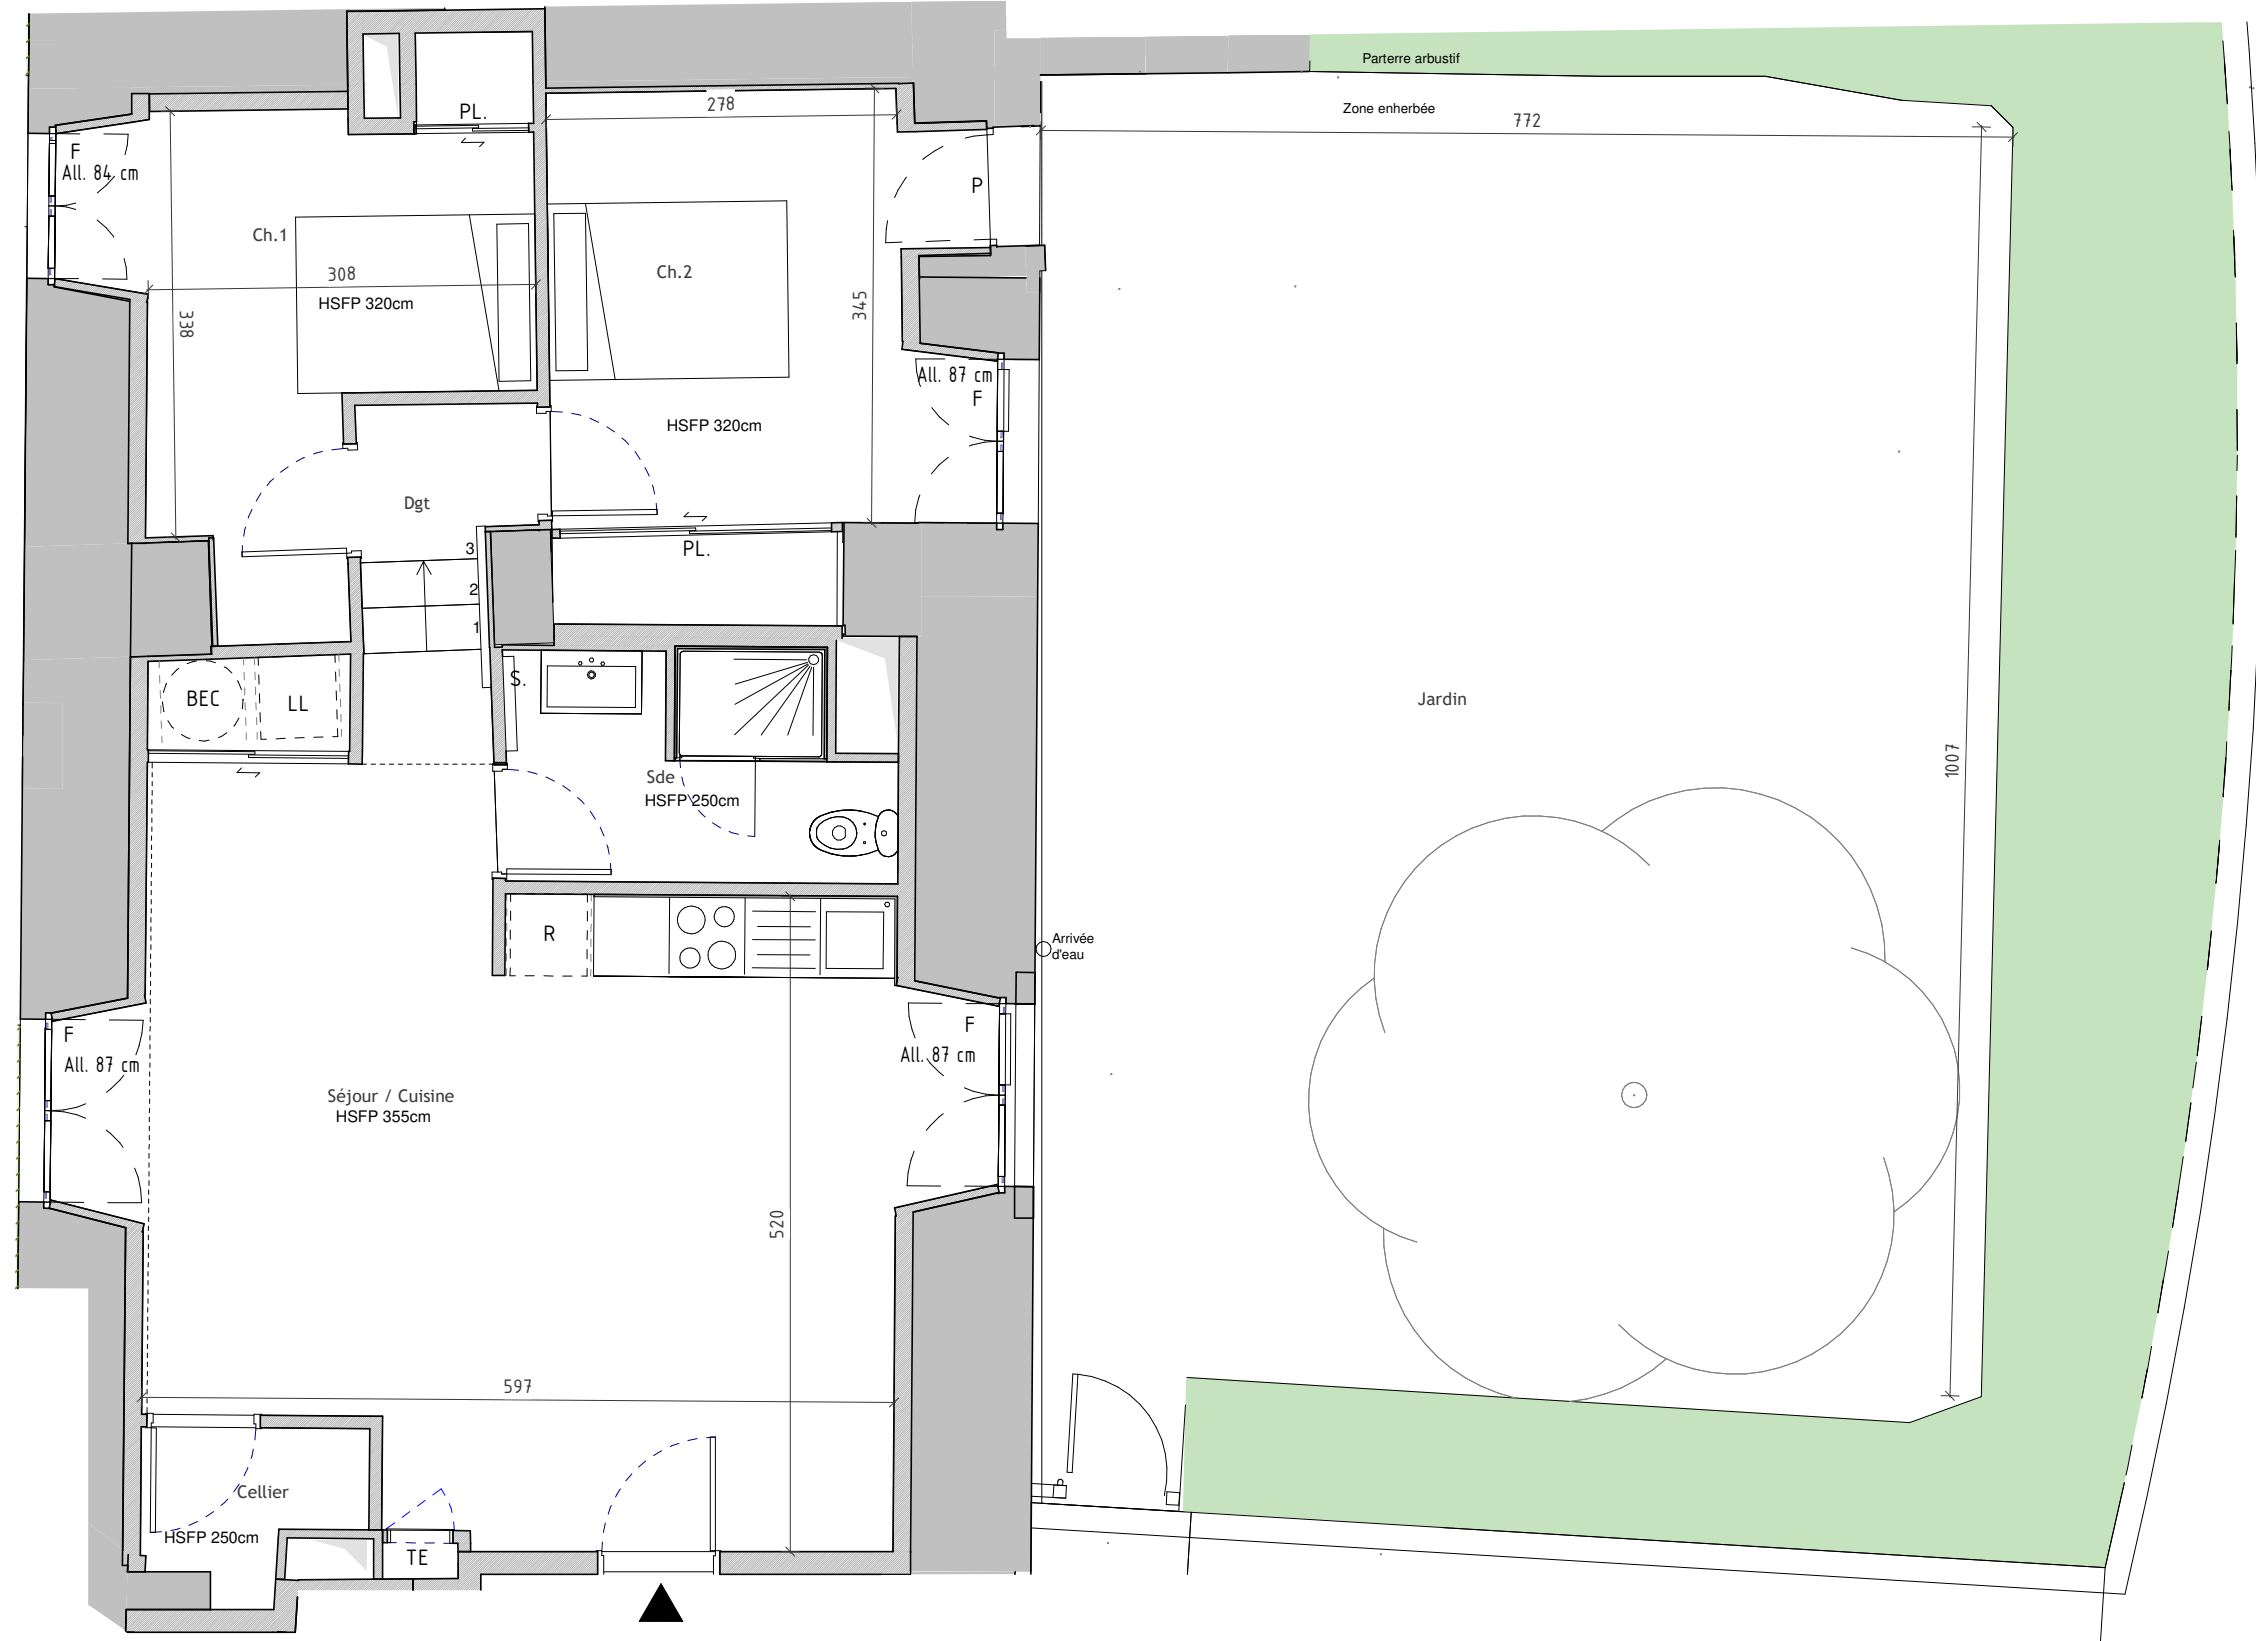 Parterre arbustif
Zone enherbée
772
278
PL.
F
All. 84 cm
P
Ch.1
308
HSFP 320cm
338
Ch.2
345
HSFP 320cm
All. 87 cm
F
Dgt
3
2
1
PL.
BEC
LL
S.
Sde
HSFP 250cm
Jardin
1007
R
Arrivée
d'eau
F
All. 87 cm
F
All. 87 cm
Séjour / Cuisine
HSFP 355cm
520
597
Cellier
HSFP 250cm
TE